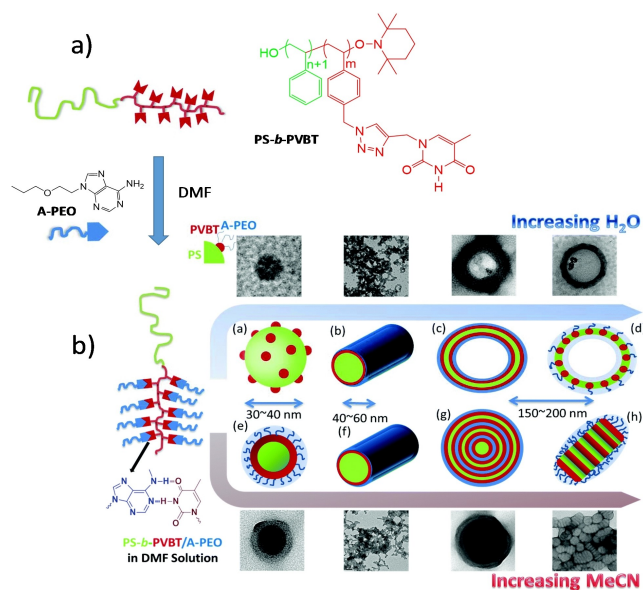 a)
HO
n+1
m
O
N
PS-b-PVBT
N
N=N
N
O
N
H
O
N
N
NH2
O
N
N
A-PEO
DMF
PVBT
A-PEO
PS
Increasing H2O
b)
(a)
(b)
(c)
(d)
30~40 nm
40~60 nm
150~200 nm
(e)
(f)
(g)
(h)
N
N
N-H
O
N
N
N
H
N
O
N
PS-b-PVBT/A-PEO
in DMF Solution
Increasing MeCN